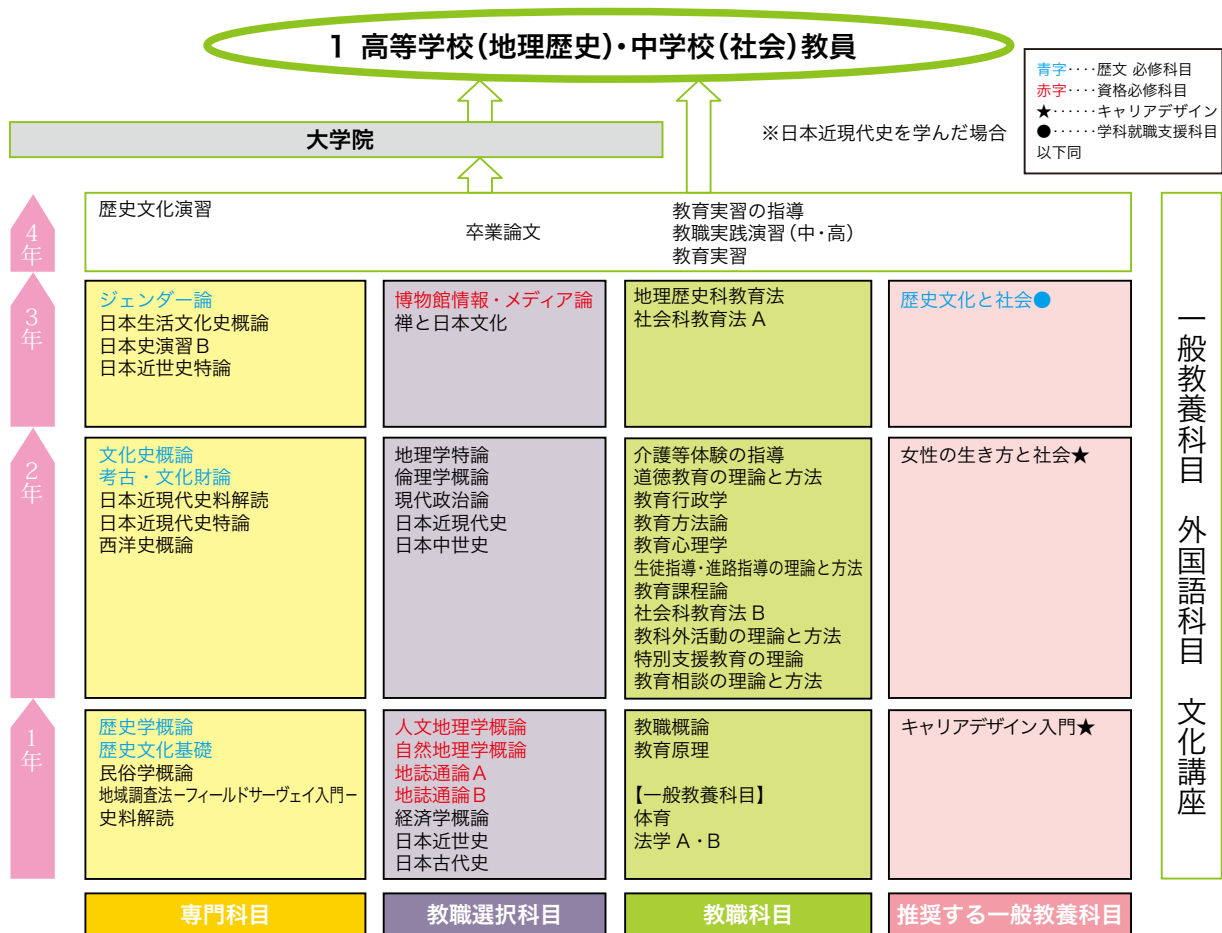 1 高等学校（地理歴史）・中学校（社会）教員
青字････歴文 必修科目
赤字････資格必修科目
★･･････キャリアデザイン
●･･････学科就職支援科目
以下同
大学院
※日本近現代史を学んだ場合
4年
歴史文化演習
卒業論文
教育実習の指導
教職実践演習（中・高）
教育実習
3年
ジェンダー論
日本生活文化史概論
日本史演習B
日本近世史特論
博物館情報・メディア論
禅と日本文化
地理歴史科教育法
社会科教育法 A
歴史文化と社会●
2年
文化史概論
考古・文化財論
日本近現代史料解読
日本近現代史特論
西洋史概論
地理学特論
倫理学概論
現代政治論
日本近現代史
日本中世史
介護等体験の指導
道徳教育の理論と方法
教育行政学
教育方法論
教育心理学
生徒指導・進路指導の理論と方法
教育課程論
社会科教育法 B
教科外活動の理論と方法
特別支援教育の理論
教育相談の理論と方法
女性の生き方と社会★
1年
歴史学概論
歴史文化基礎
民俗学概論
地域調査法－フィールドサーヴェイ入門－
史料解読
人文地理学概論
自然地理学概論
地誌通論A
地誌通論B
経済学概論
日本近世史
日本古代史
教職概論
教育原理
【一般教養科目】
体育
法学 A・B
キャリアデザイン入門★
専門科目
教職選択科目
教職科目
推奨する一般教養科目
一般教養科目 外国語科目 文化講座